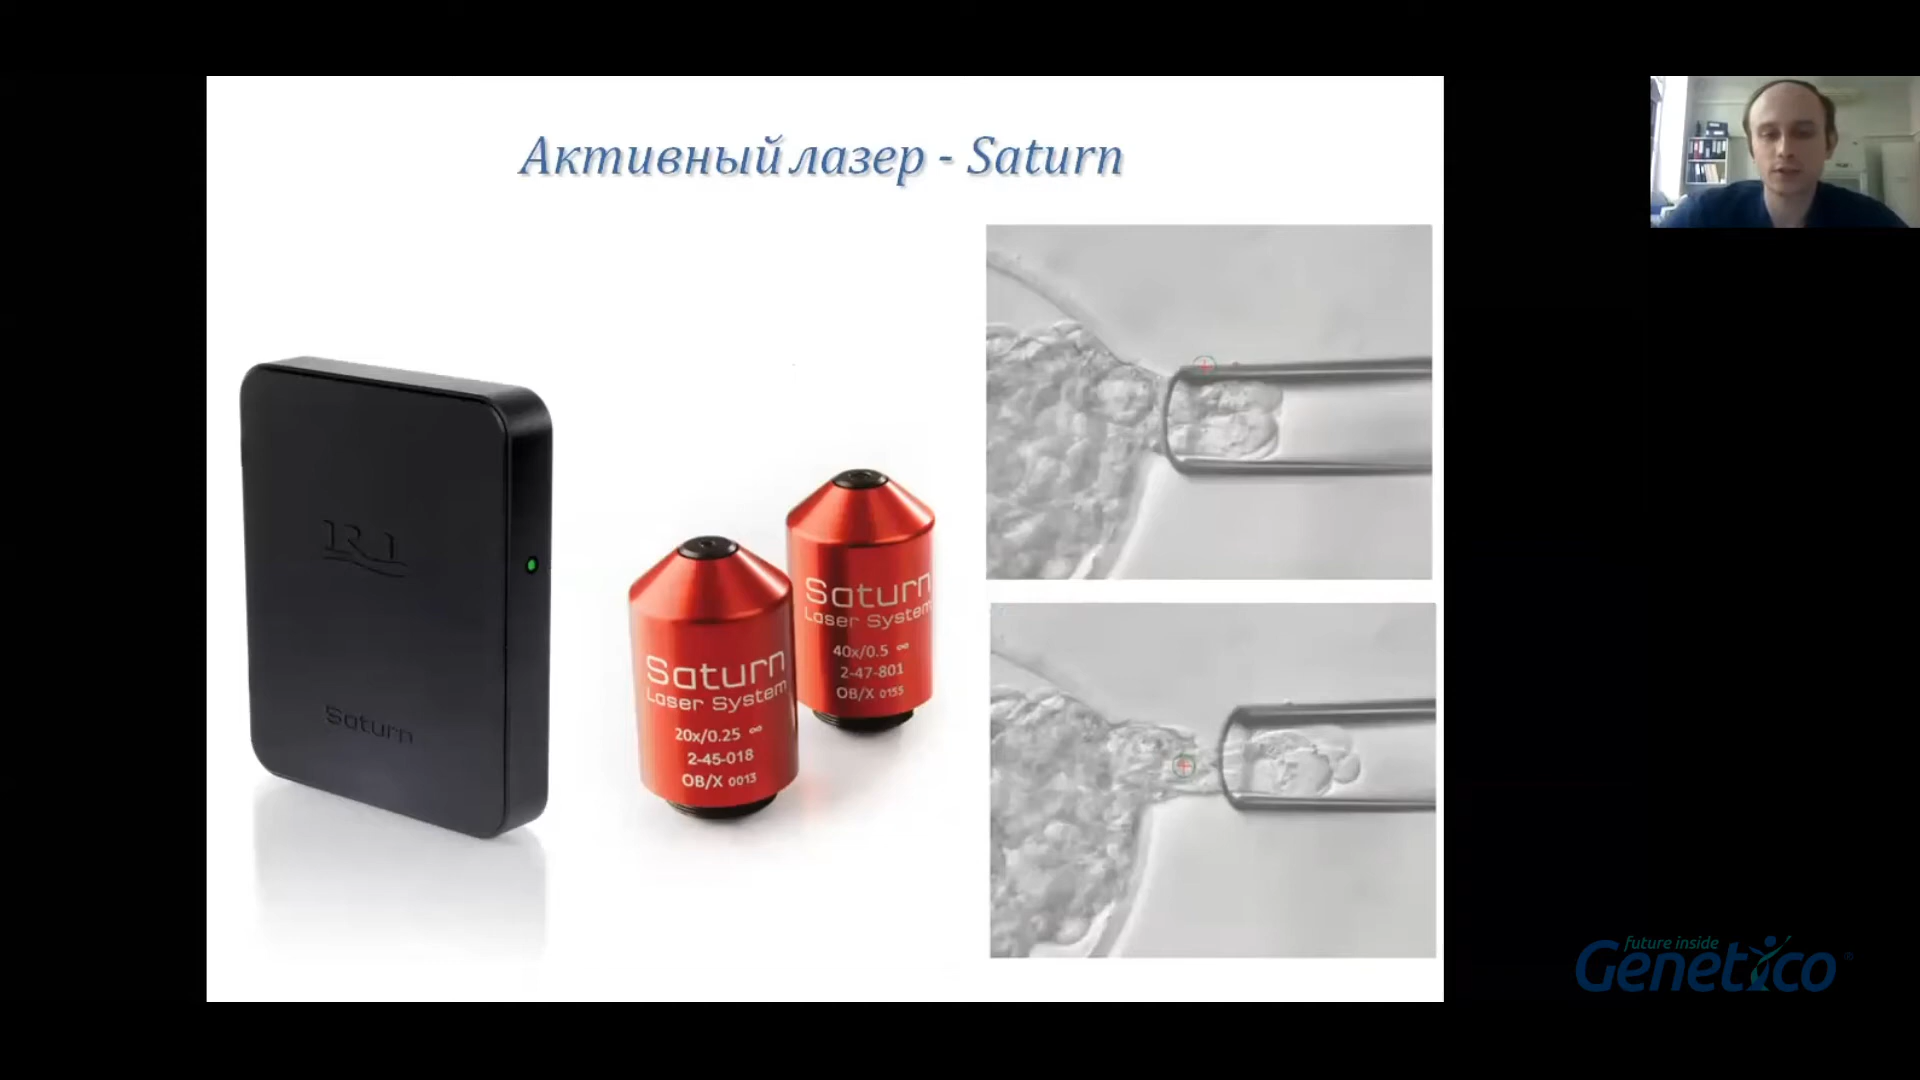 Активный лазер - Saturn
RI
Saturn
Saturn
Laser System
20x/0.25 ∞
2-45-018
OB/X 0013
Saturn
Laser System
40x/0.5 ∞
2-47-801
OB/X 0155
future inside
Genetico®